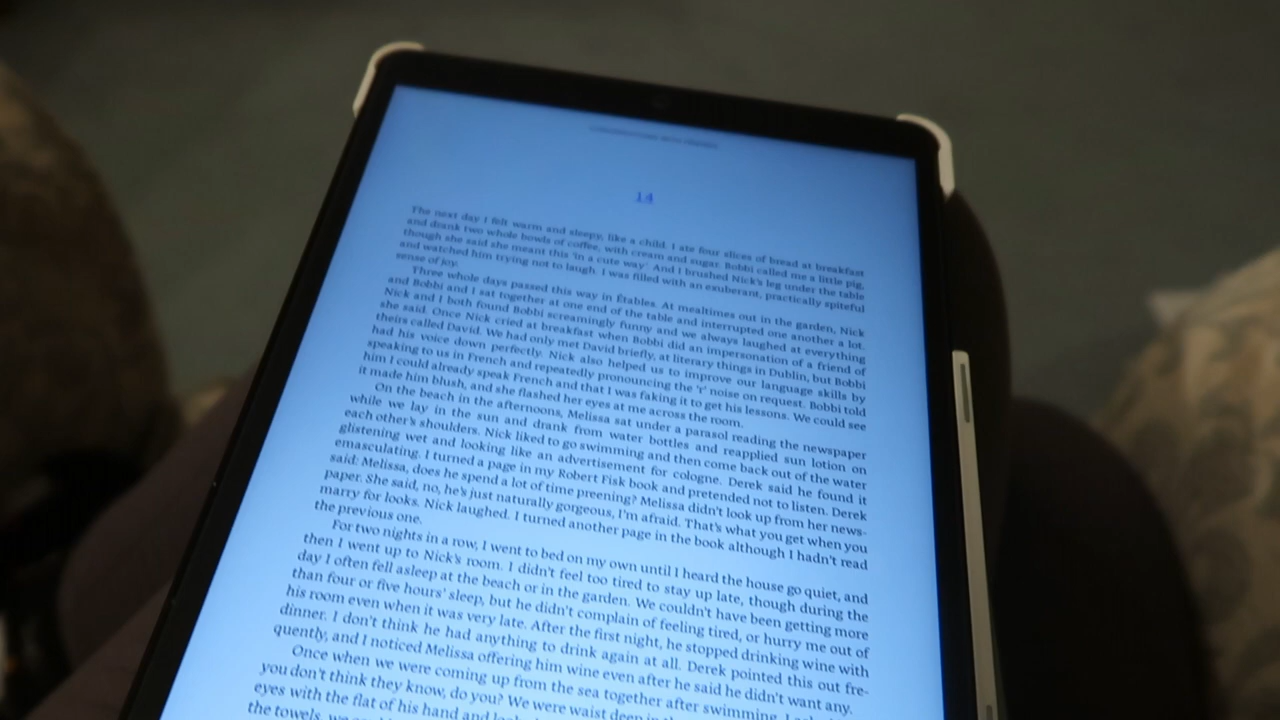 14
The next day I felt warm and sleepy, like a child. I ate four slices of bread at breakfast
and drank two whole bowls of coffee, with cream and sugar. Bobbi called me a little pig,
though she said she meant this 'in a cute way'. And I brushed Nick's leg under the table
and watched him trying not to laugh. I was filled with an exuberant, practically spiteful
sense of joy.
Three whole days passed this way in Étables. At mealtimes out in the garden, Nick
and Bobbi and I sat together at one end of the table and interrupted one another a lot.
Nick and I both found Bobbi screamingly funny and we always laughed at everything
she said. Once Nick cried at breakfast when Bobbi did an impersonation of a friend of
theirs called David. We had only met David briefly, at literary things in Dublin, but Bobbi
had his voice down perfectly. Nick also helped us to improve our language skills by
speaking to us in French and repeatedly pronouncing the 'r' noise on request. Bobbi told
him I could already speak French and that I was faking it to get his lessons. We could see
it made him blush, and she flashed her eyes at me across the room.
On the beach in the afternoons, Melissa sat under a parasol reading the newspaper
while we lay in the sun and drank from water bottles and reapplied sun lotion on
each other's shoulders. Nick liked to go swimming and then come back out of the water
glistening wet and looking like an advertisement for cologne. Derek said he found it
emasculating. I turned a page in my Robert Fisk book and pretended not to listen. Derek
said: Melissa, does he spend a lot of time preening? Melissa didn't look up from her news-
paper. She said, no, he's just naturally gorgeous, I'm afraid. That's what you get when you
marry for looks. Nick laughed. I turned another page in the book although I hadn't read
the previous one.
For two nights in a row, I went to bed on my own until I heard the house go quiet, and
then I went up to Nick's room. I didn't feel too tired to stay up late, though during the
day I often fell asleep at the beach or in the garden. We couldn't have been getting more
than four or five hours' sleep, but he didn't complain of feeling tired, or hurry me out of
his room even when it was very late. After the first night, he stopped drinking wine with
dinner. I don't think he had anything to drink again at all. Derek pointed this out fre-
quently, and I noticed Melissa offering him wine even after he said he didn't want any.
Once when we were coming up from the sea together after swimming, I
you don't think they know, do you? We were waist deep in
eyes with the flat of his hand and
the towels,